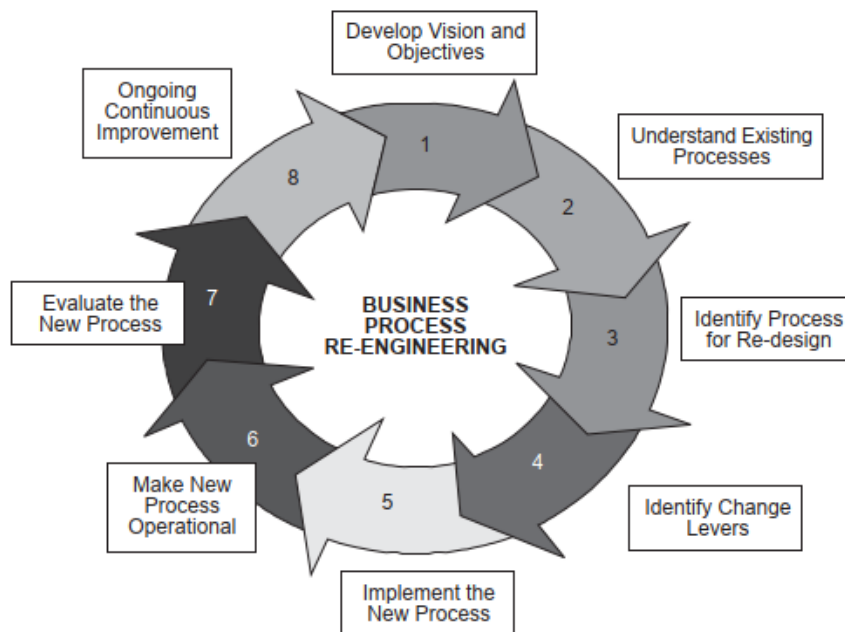 Develop Vision and
Objectives
Ongoing
Continuous
Improvement
1
Understand Existing
Processes
8
2
Evaluate the
New Process
7
BUSINESS
PROCESS
RE-ENGINEERING
3
Identify Process
for Re-design
6
4
Make New
Process
Operational
5
Identify Change
Levers
Implement the
New Process